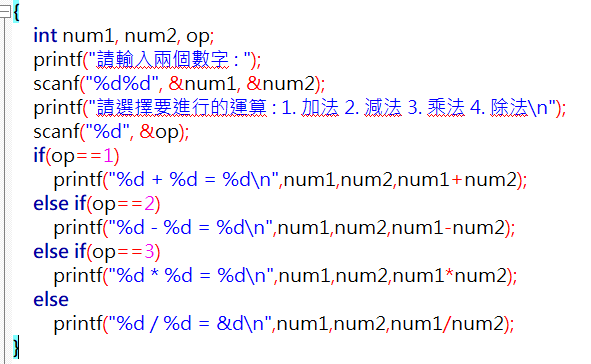 {
int num1, num2, op;
printf("請輸入兩個數字 : ");
scanf("%d%d", &num1, &num2);
printf("請選擇要進行的運算 : 1. 加法 2. 減法 3. 乘法 4. 除法\n");
scanf("%d", &op);
if(op==1)
printf("%d + %d = %d\n",num1,num2,num1+num2);
else if(op==2)
printf("%d - %d = %d\n",num1,num2,num1-num2);
else if(op==3)
printf("%d * %d = %d\n",num1,num2,num1*num2);
else
printf("%d / %d = &d\n",num1,num2,num1/num2);
}